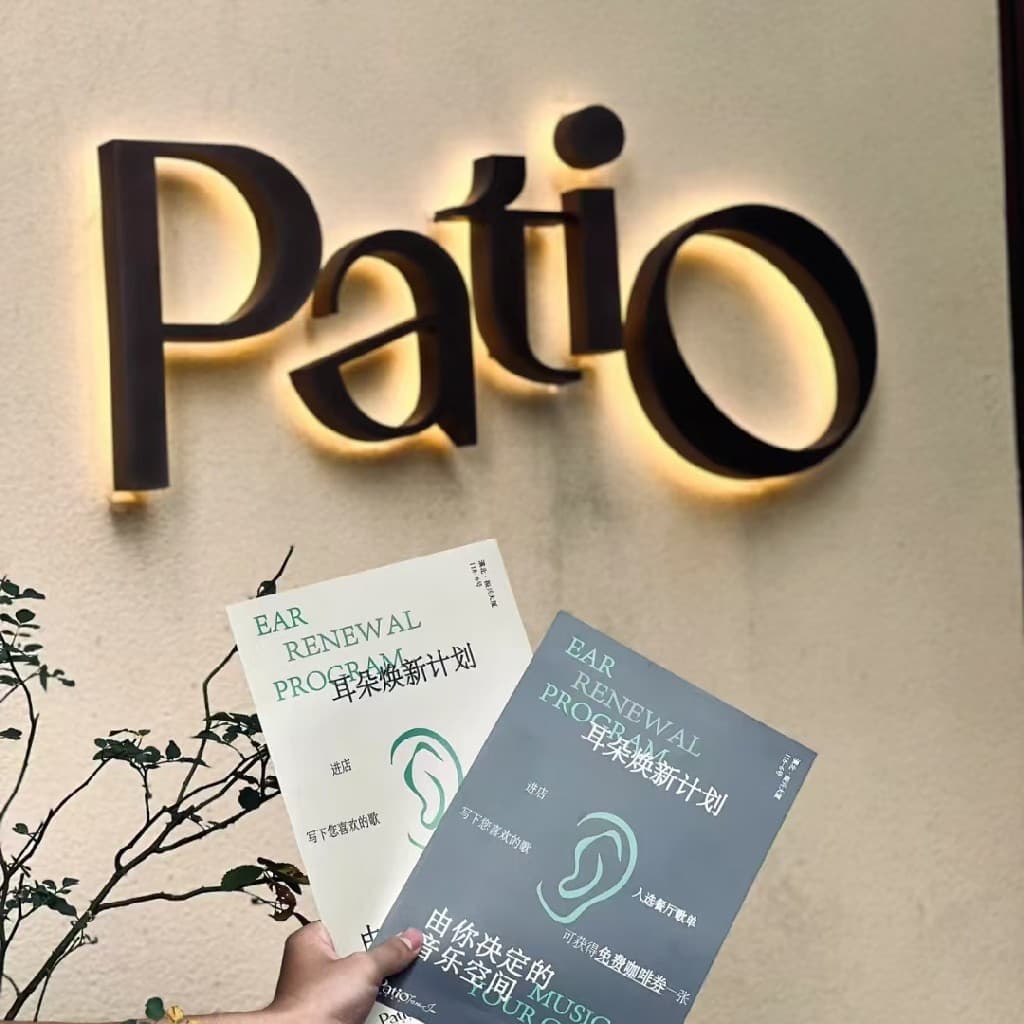 Patio
EAR
RENEWAL
PROGRAM
耳朵焕新计划
进店
写下您喜欢的歌
由
EAR
RENEWAL
PROGRAM
耳朵焕新计划
进店
写下您喜欢的歌
入选餐厅歌单
可获得免费咖啡券一张
由你决定的
音乐空间
MUSIC
YOUR
Patio